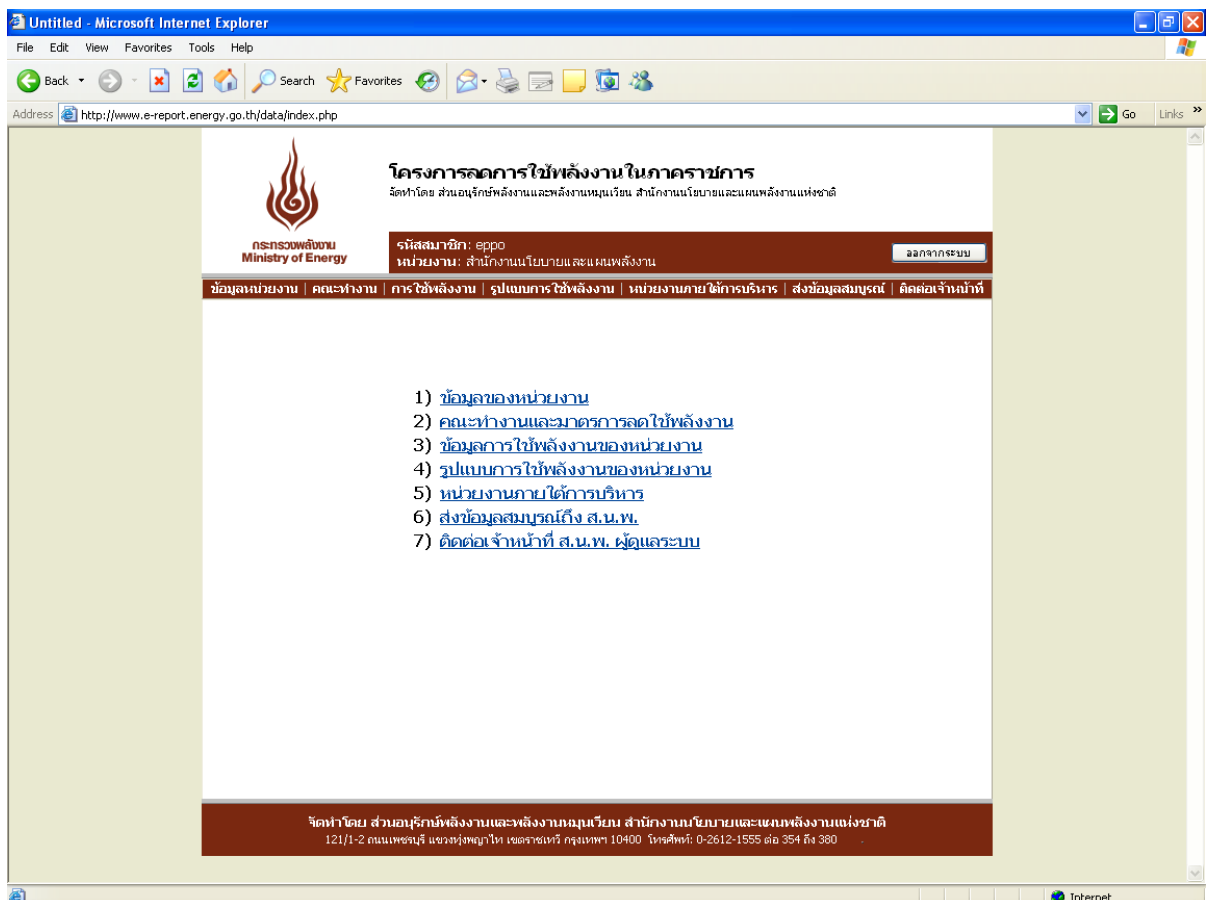 Untitled - Microsoft Internet Explorer
File Edit View Favorites Tools Help
Back Search Favorites
Address http://www.e-report.energy.go.th/data/index.php Go Links »
โครงการลดการใช้พลังงานในภาคราชการ
จัดทำโดย ส่วนอนุรักษ์พลังงานและพลังงานหมุนเวียน สำนักงานนโยบายและแผนพลังงานแห่งชาติ
กระทรวงพลังงาน
Ministry of Energy
รหัสสมาชิก: eppo
หน่วยงาน: สำนักงานนโยบายและแผนพลังงาน
ออกจากระบบ
ข้อมูลหน่วยงาน | คณะทำงาน | การใช้พลังงาน | รูปแบบการใช้พลังงาน | หน่วยงานภายใต้การบริหาร | ส่งข้อมูลสมบูรณ์ | ติดต่อเจ้าหน้าที่
1) ข้อมูลของหน่วยงาน
2) คณะทำงานและมาตรการลดใช้พลังงาน
3) ข้อมูลการใช้พลังงานของหน่วยงาน
4) รูปแบบการใช้พลังงานของหน่วยงาน
5) หน่วยงานภายใต้การบริหาร
6) ส่งข้อมูลสมบูรณ์ถึง ส.น.พ.
7) ติดต่อเจ้าหน้าที่ ส.น.พ. ผู้ดูแลระบบ
จัดทำโดย ส่วนอนุรักษ์พลังงานและพลังงานหมุนเวียน สำนักงานนโยบายและแผนพลังงานแห่งชาติ
121/1-2 ถนนเพชรบุรี แขวงทุ่งพญาไท เขตราชเทวี กรุงเทพฯ 10400 โทรศัพท์: 0-2612-1555 ต่อ 354 ถึง 380
Internet